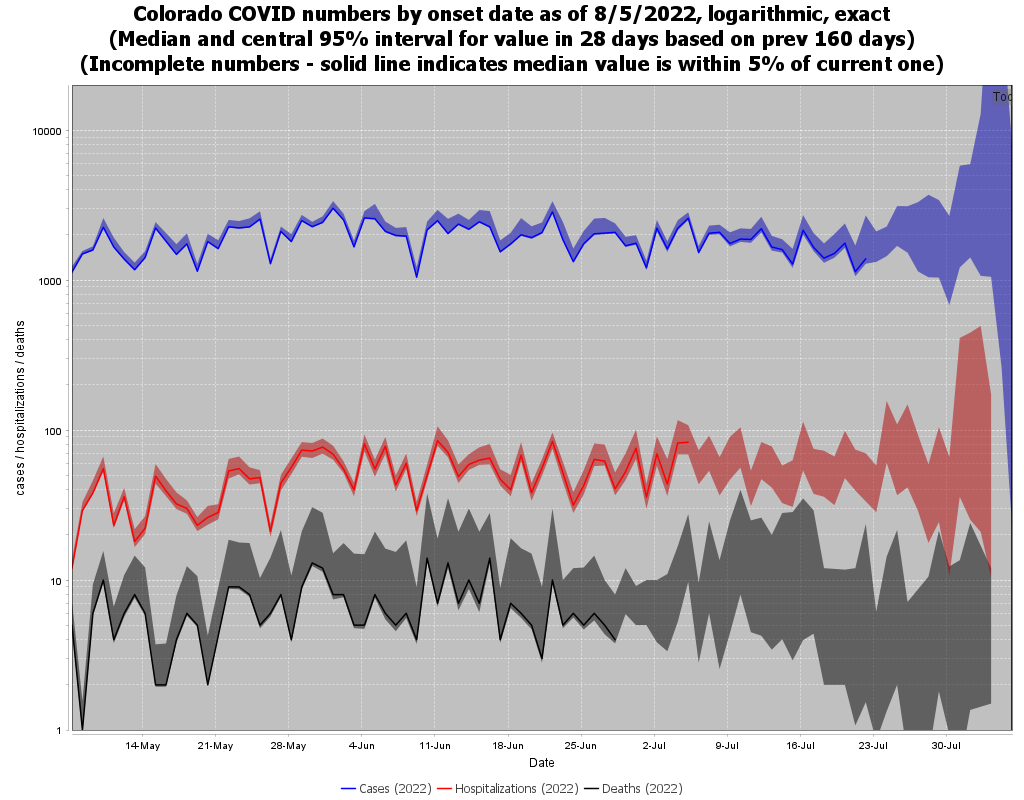 Colorado COVID numbers by onset date as of 8/5/2022, logarithmic, exact
(Median and central 95% interval for value in 28 days based on prev 160 days)
(Incomplete numbers - solid line indicates median value is within 5% of current one)
Tod
10000
1000
100
10
1
cases / hospitalizations / deaths
14-May 21-May 28-May 4-Jun 11-Jun 18-Jun 25-Jun 2-Jul 9-Jul 16-Jul 23-Jul 30-Jul
Date
Cases (2022) Hospitalizations (2022) Deaths (2022)